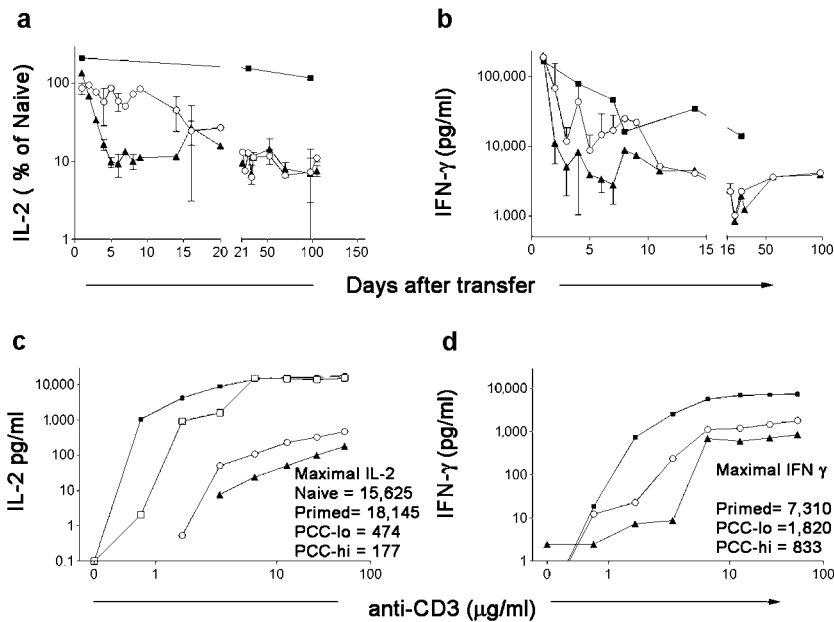 a
IL-2 ( % of Naive)
100
10
1
0 5 10 15 20 21 50 100 150
b
IFN-γ (pg/ml)
100,000
10,000
1.000
0 5 10 15 16 50 100
Days after transfer
c
IL-2 pg/ml
10,000
1,000
100
10
1
0.1
0 1 10 100
Maximal IL-2
Naive = 15,625
Primed= 18,145
PCC-lo = 474
PCC-hi = 177
d
IFN-γ (pg/ml)
10,000
1,000
100
10
1
0 1 10 100
Maximal IFN γ
Primed= 7,310
PCC-lo =1,820
PCC-hi = 833
anti-CD3 (μg/ml)